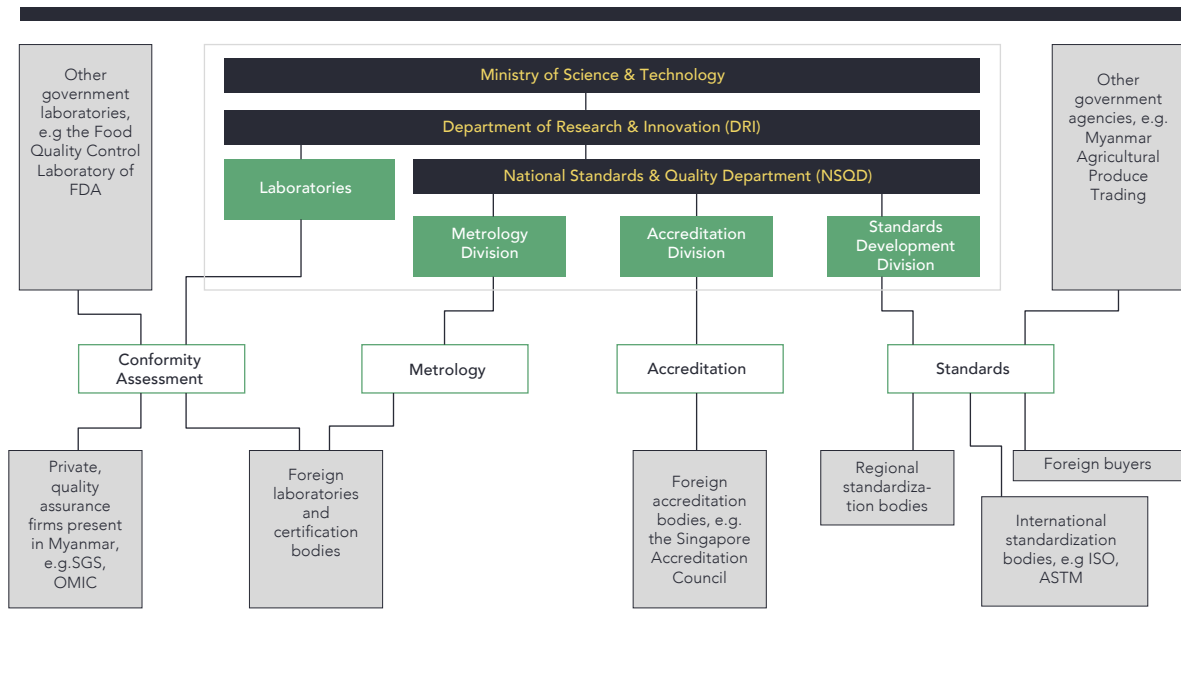 Other
government
laboratories,
e.g the Food
Quality Control
Laboratory of
FDA
Ministry of Science & Technology
Department of Research & Innovation (DRI)
Laboratories
National Standards & Quality Department (NSQD)
Metrology
Division
Accreditation
Division
Standards
Development
Division
Other
government
agencies, e.g.
Myanmar
Agricultural
Produce
Trading
Conformity
Assessment
Metrology
Accreditation
Standards
Private,
quality
assurance
firms present
in Myanmar,
e.g.SGS,
OMIC
Foreign
laboratories
and
certification
bodies
Foreign
accreditation
bodies, e.g.
the Singapore
Accreditation
Council
Regional
standardiza-
tion bodies
Foreign buyers
International
standardization
bodies, e.g ISO,
ASTM